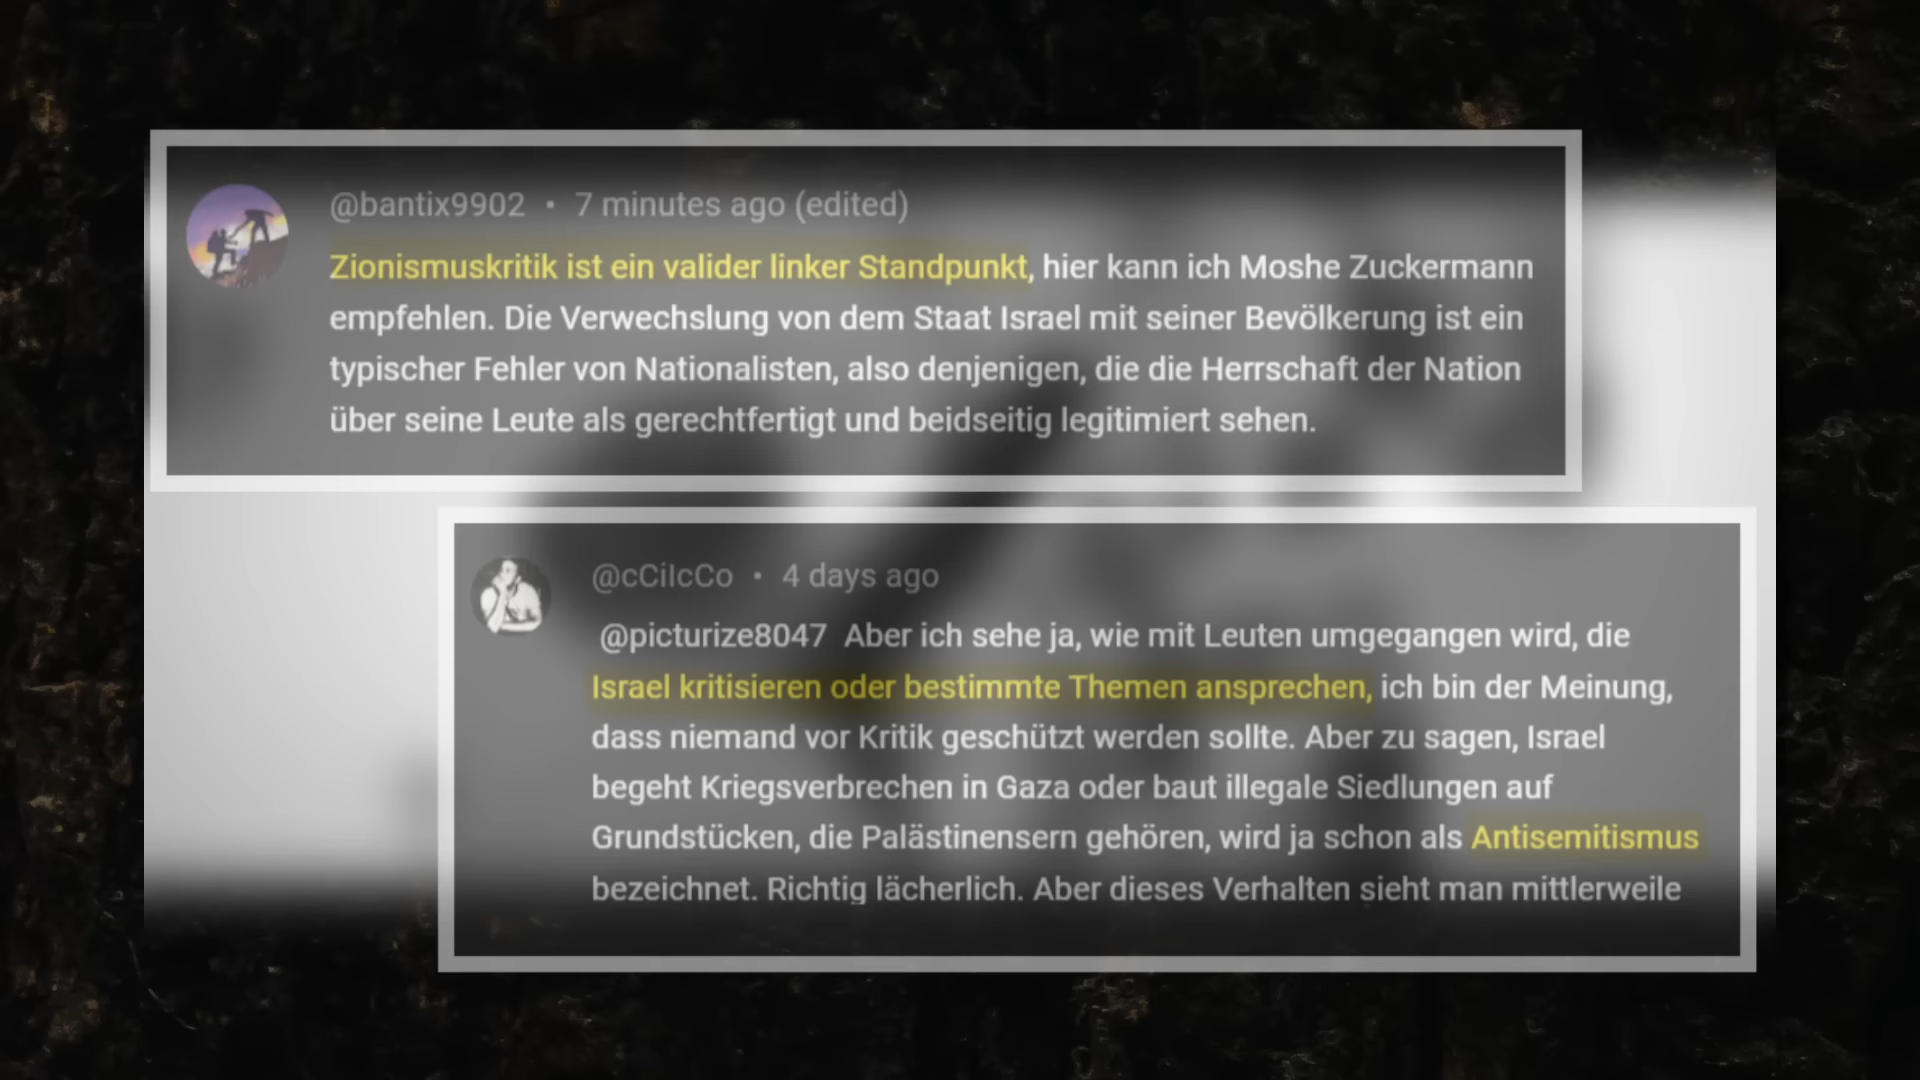 @bantix9902 • 7 minutes ago (edited)
Zionismuskritik ist ein valider linker Standpunkt, hier kann ich Moshe Zuckermann
empfehlen. Die Verwechslung von dem Staat Israel mit seiner Bevölkerung ist ein
typischer Fehler von Nationalisten, also denjenigen, die die Herrschaft der Nation
über seine Leute als gerechtfertigt und beidseitig legitimiert sehen.
@cCilcCo • 4 days ago
@picturize8047 Aber ich sehe ja, wie mit Leuten umgegangen wird, die
Israel kritisieren oder bestimmte Themen ansprechen, ich bin der Meinung,
dass niemand vor Kritik geschützt werden sollte. Aber zu sagen, Israel
begeht Kriegsverbrechen in Gaza oder baut illegale Siedlungen auf
Grundstücken, die Palästinensern gehören, wird ja schon als Antisemitismus
bezeichnet. Richtig lächerlich. Aber dieses Verhalten sieht man mittlerweile